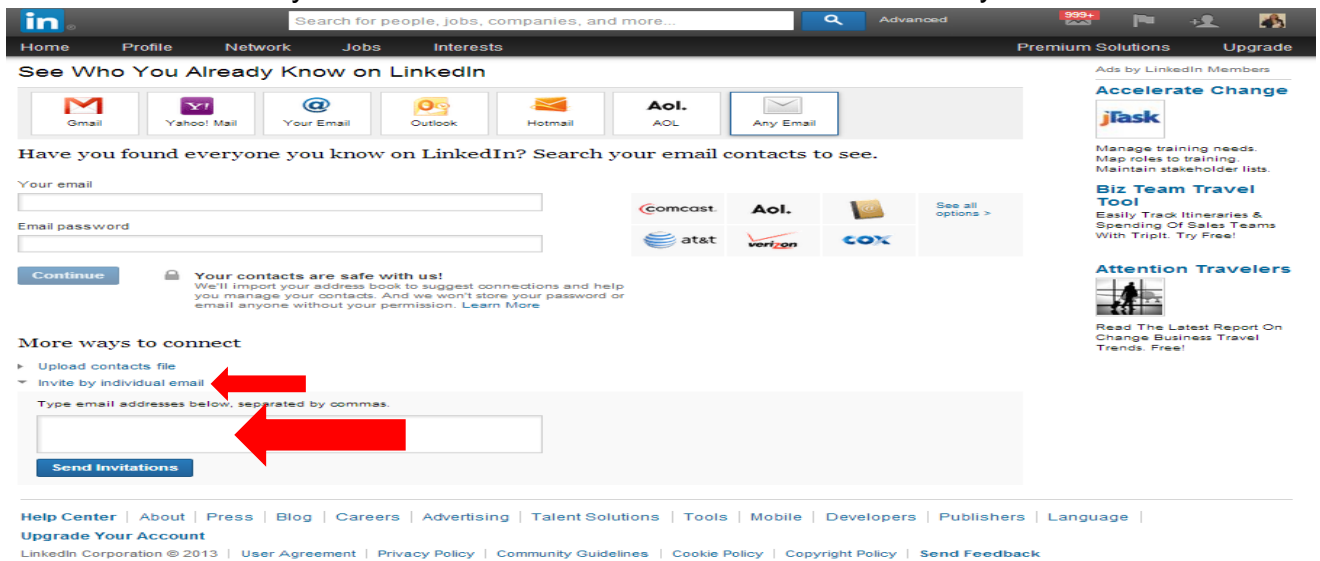 in
Search for people, jobs, companies, and more...
Advanced
999+
Home Profile Network Jobs Interests Premium Solutions Upgrade
See Who You Already Know on LinkedIn
Gmail
Y!
Yahoo! Mail
@
Your Email
Outlook
Hotmail
Aol.
AOL
Any Email
Have you found everyone you know on LinkedIn? Search your email contacts to see.
Your email
Email password
comcast. Aol.
See all
options >
at&t verizon COX
Continue
Your contacts are safe with us!
We'll import your address book to suggest connections and help
you manage your contacts. And we won't store your password or
email anyone without your permission. Learn More
More ways to connect
Upload contacts file
Invite by individual email
Type email addresses below, separated by commas.
Send Invitations
Ads by LinkedIn Members
Accelerate Change
jTask
Manage training needs.
Map roles to training.
Maintain stakeholder lists.
Biz Team Travel
Tool
Easily Track Itineraries &
Spending Of Sales Teams
With TripIt. Try Free!
Attention Travelers
Read The Latest Report On
Change Business Travel
Trends. Free!
Help Center | About | Press | Blog | Careers | Advertising | Talent Solutions | Tools | Mobile | Developers | Publishers | Language |
Upgrade Your Account
LinkedIn Corporation © 2013 | User Agreement | Privacy Policy | Community Guidelines | Cookie Policy | Copyright Policy | Send Feedback